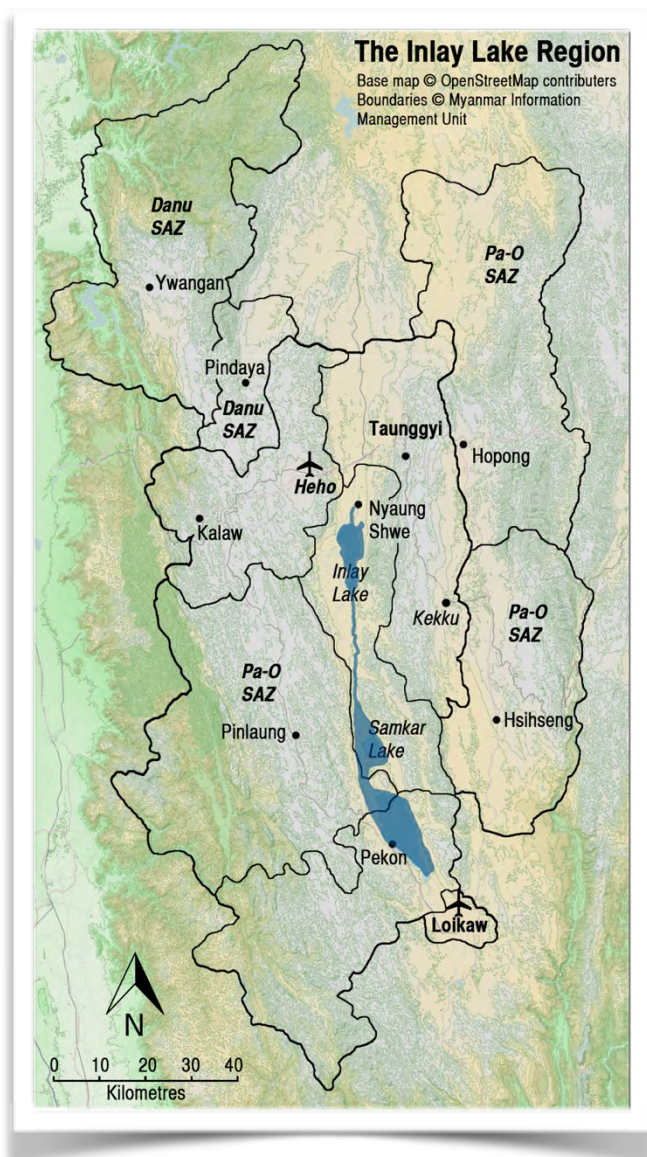 The Inlay Lake Region
Base map © OpenStreetMap contributers
Boundaries © Myanmar Information
Management Unit
Danu
SAZ
Pa-O
SAZ
Ywangan
Pindaya
Danu
SAZ
Taunggyi
Hopong
Heho
Nyaung
Shwe
Kalaw
Inlay
Lake
Kekku
Pa-O
SAZ
Pa-O
SAZ
Hsihseng
Pinlaung
Samkar
Lake
Pekon
Loikaw
N
0 10 20 30 40
Kilometres